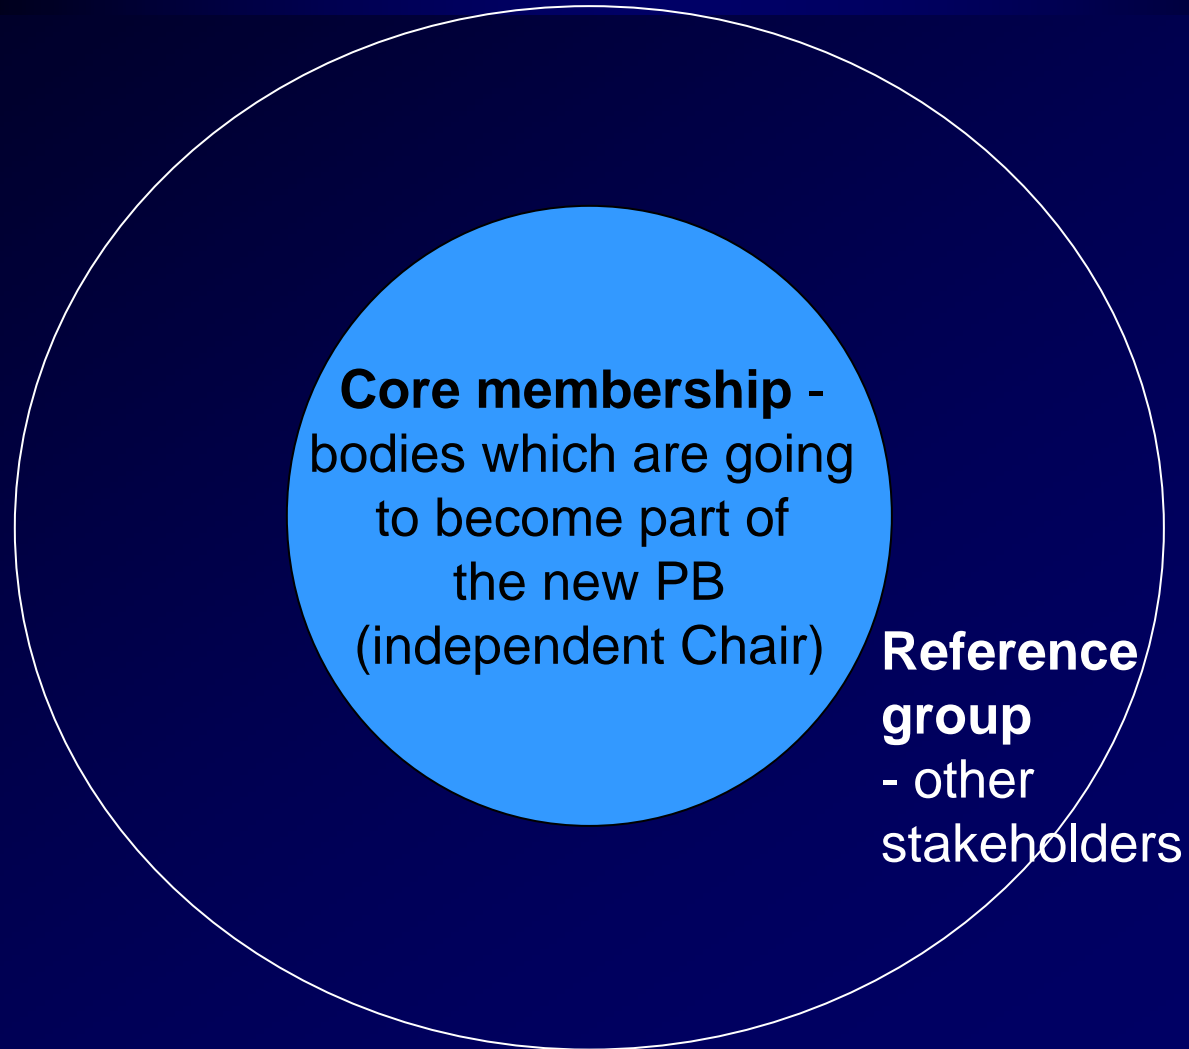 Core membership -
bodies which are going
to become part of
the new PB
(independent Chair)
Reference
group
- other
stakeholders